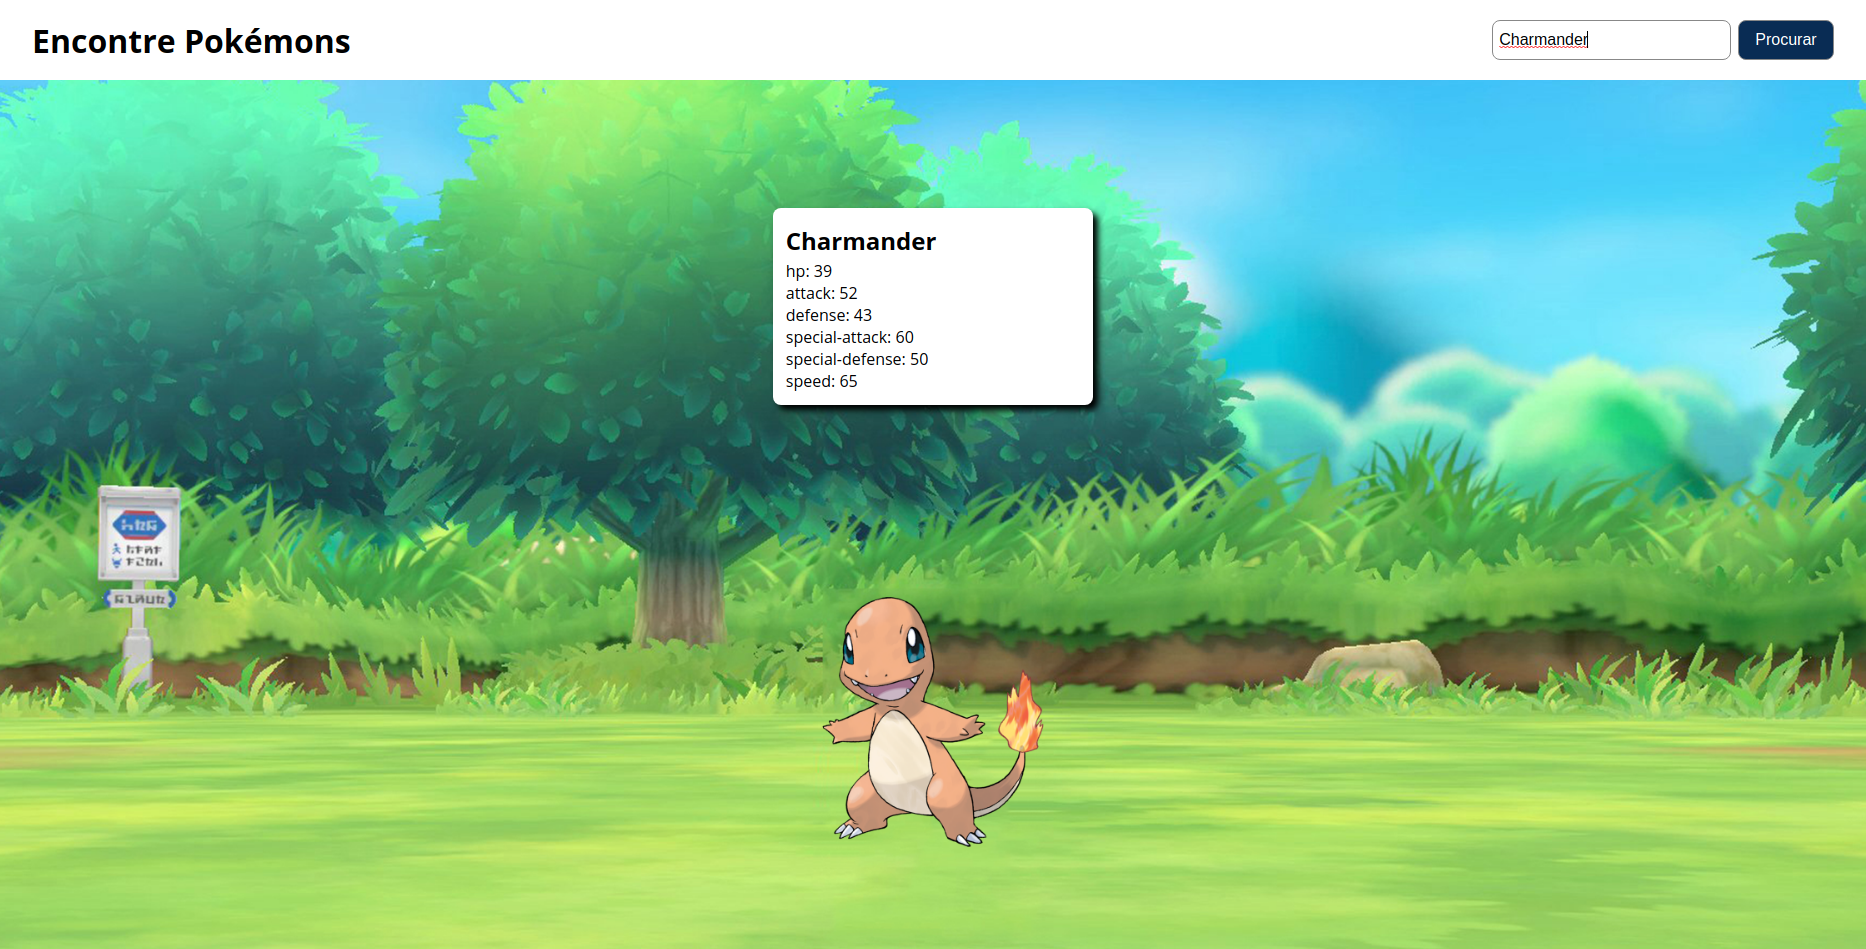 Encontre Pokémons
Charmander
Procurar
Charmander
hp: 39
attack: 52
defense: 43
special-attack: 60
special-defense: 50
speed: 65